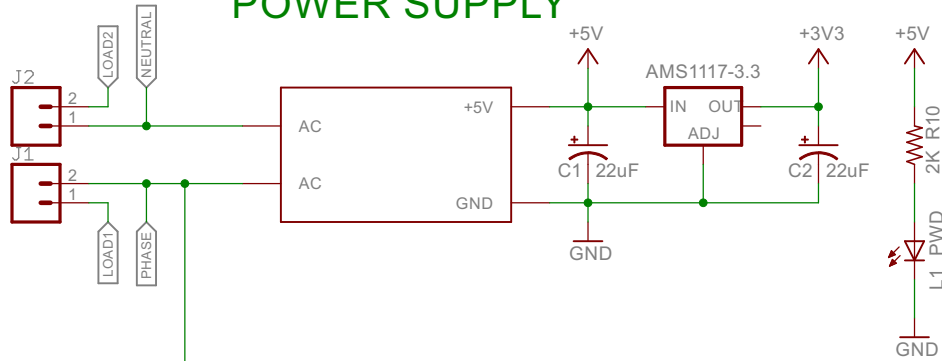 POWER SUPPLY
J2
2
1
LOAD2
NEUTRAL
J1
2
1
LOAD1
PHASE
AC
AC
+5V
GND
+5V
C1 22uF
GND
AMS1117-3.3
IN OUT
ADJ
+3V3
C2 22uF
+5V
2K R10
L1 PWD
GND